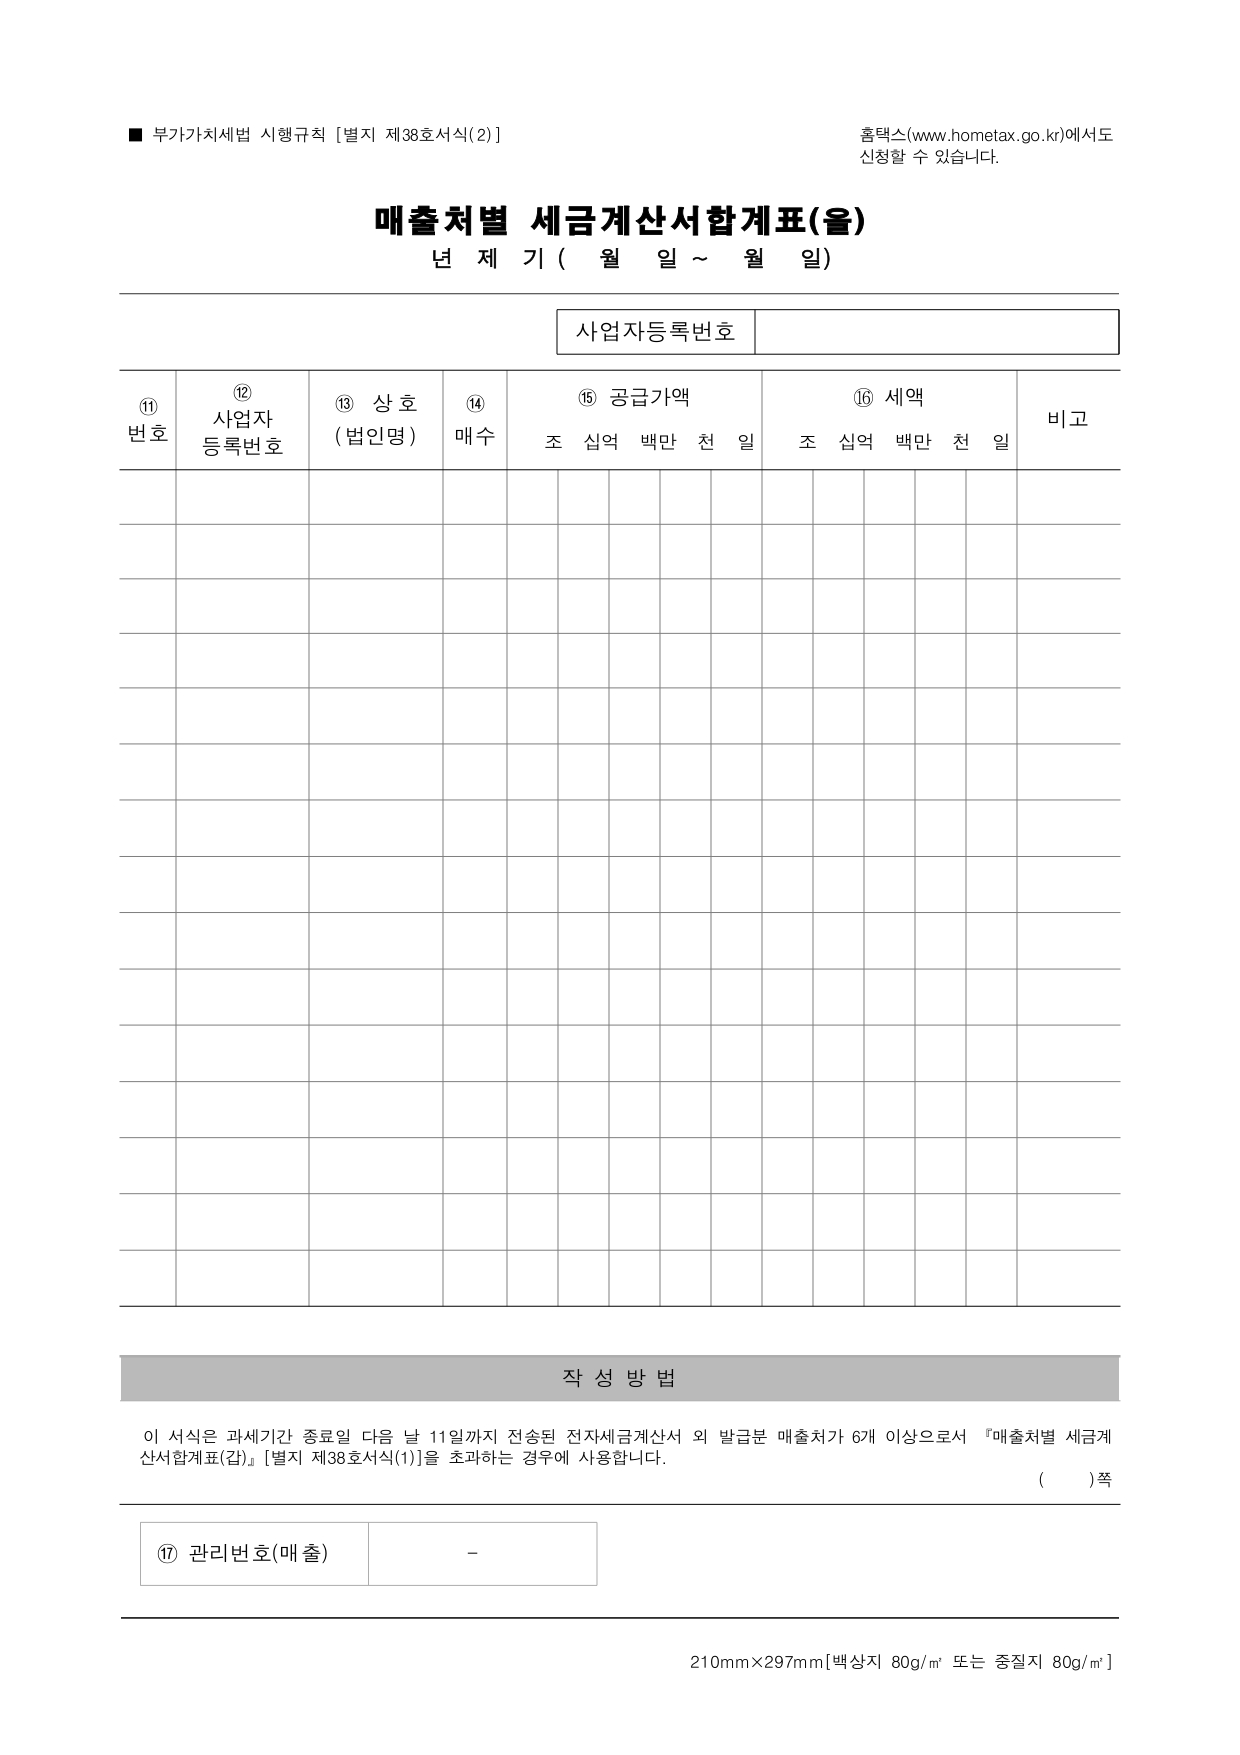 ■ 부가가치세법 시행규칙 [별지 제38호서식(2)]
홈택스(www.hometax.go.kr)에서도
신청할 수 있습니다.
매출처별 세금계산서합계표(을)
년 제 기 ( 월 일 ~ 월 일)
사업자등록번호
⑪
번호
⑫
사업자
등록번호
⑬ 상 호
(법인명)
⑭
매수
⑮ 공급가액
조 십억 백만 천 일
⑯ 세액
조 십억 백만 천 일
비고
작 성 방 법
이 서식은 과세기간 종료일 다음 날 11일까지 전송된 전자세금계산서 외 발급분 매출처가 6개 이상으로서 『매출처별 세금계
산서합계표(갑)』[별지 제38호서식(1)]을 초과하는 경우에 사용합니다.
( )쪽
⑰ 관리번호(매출)
－
210mm×297mm[백상지 80g/㎡ 또는 중질지 80g/㎡]